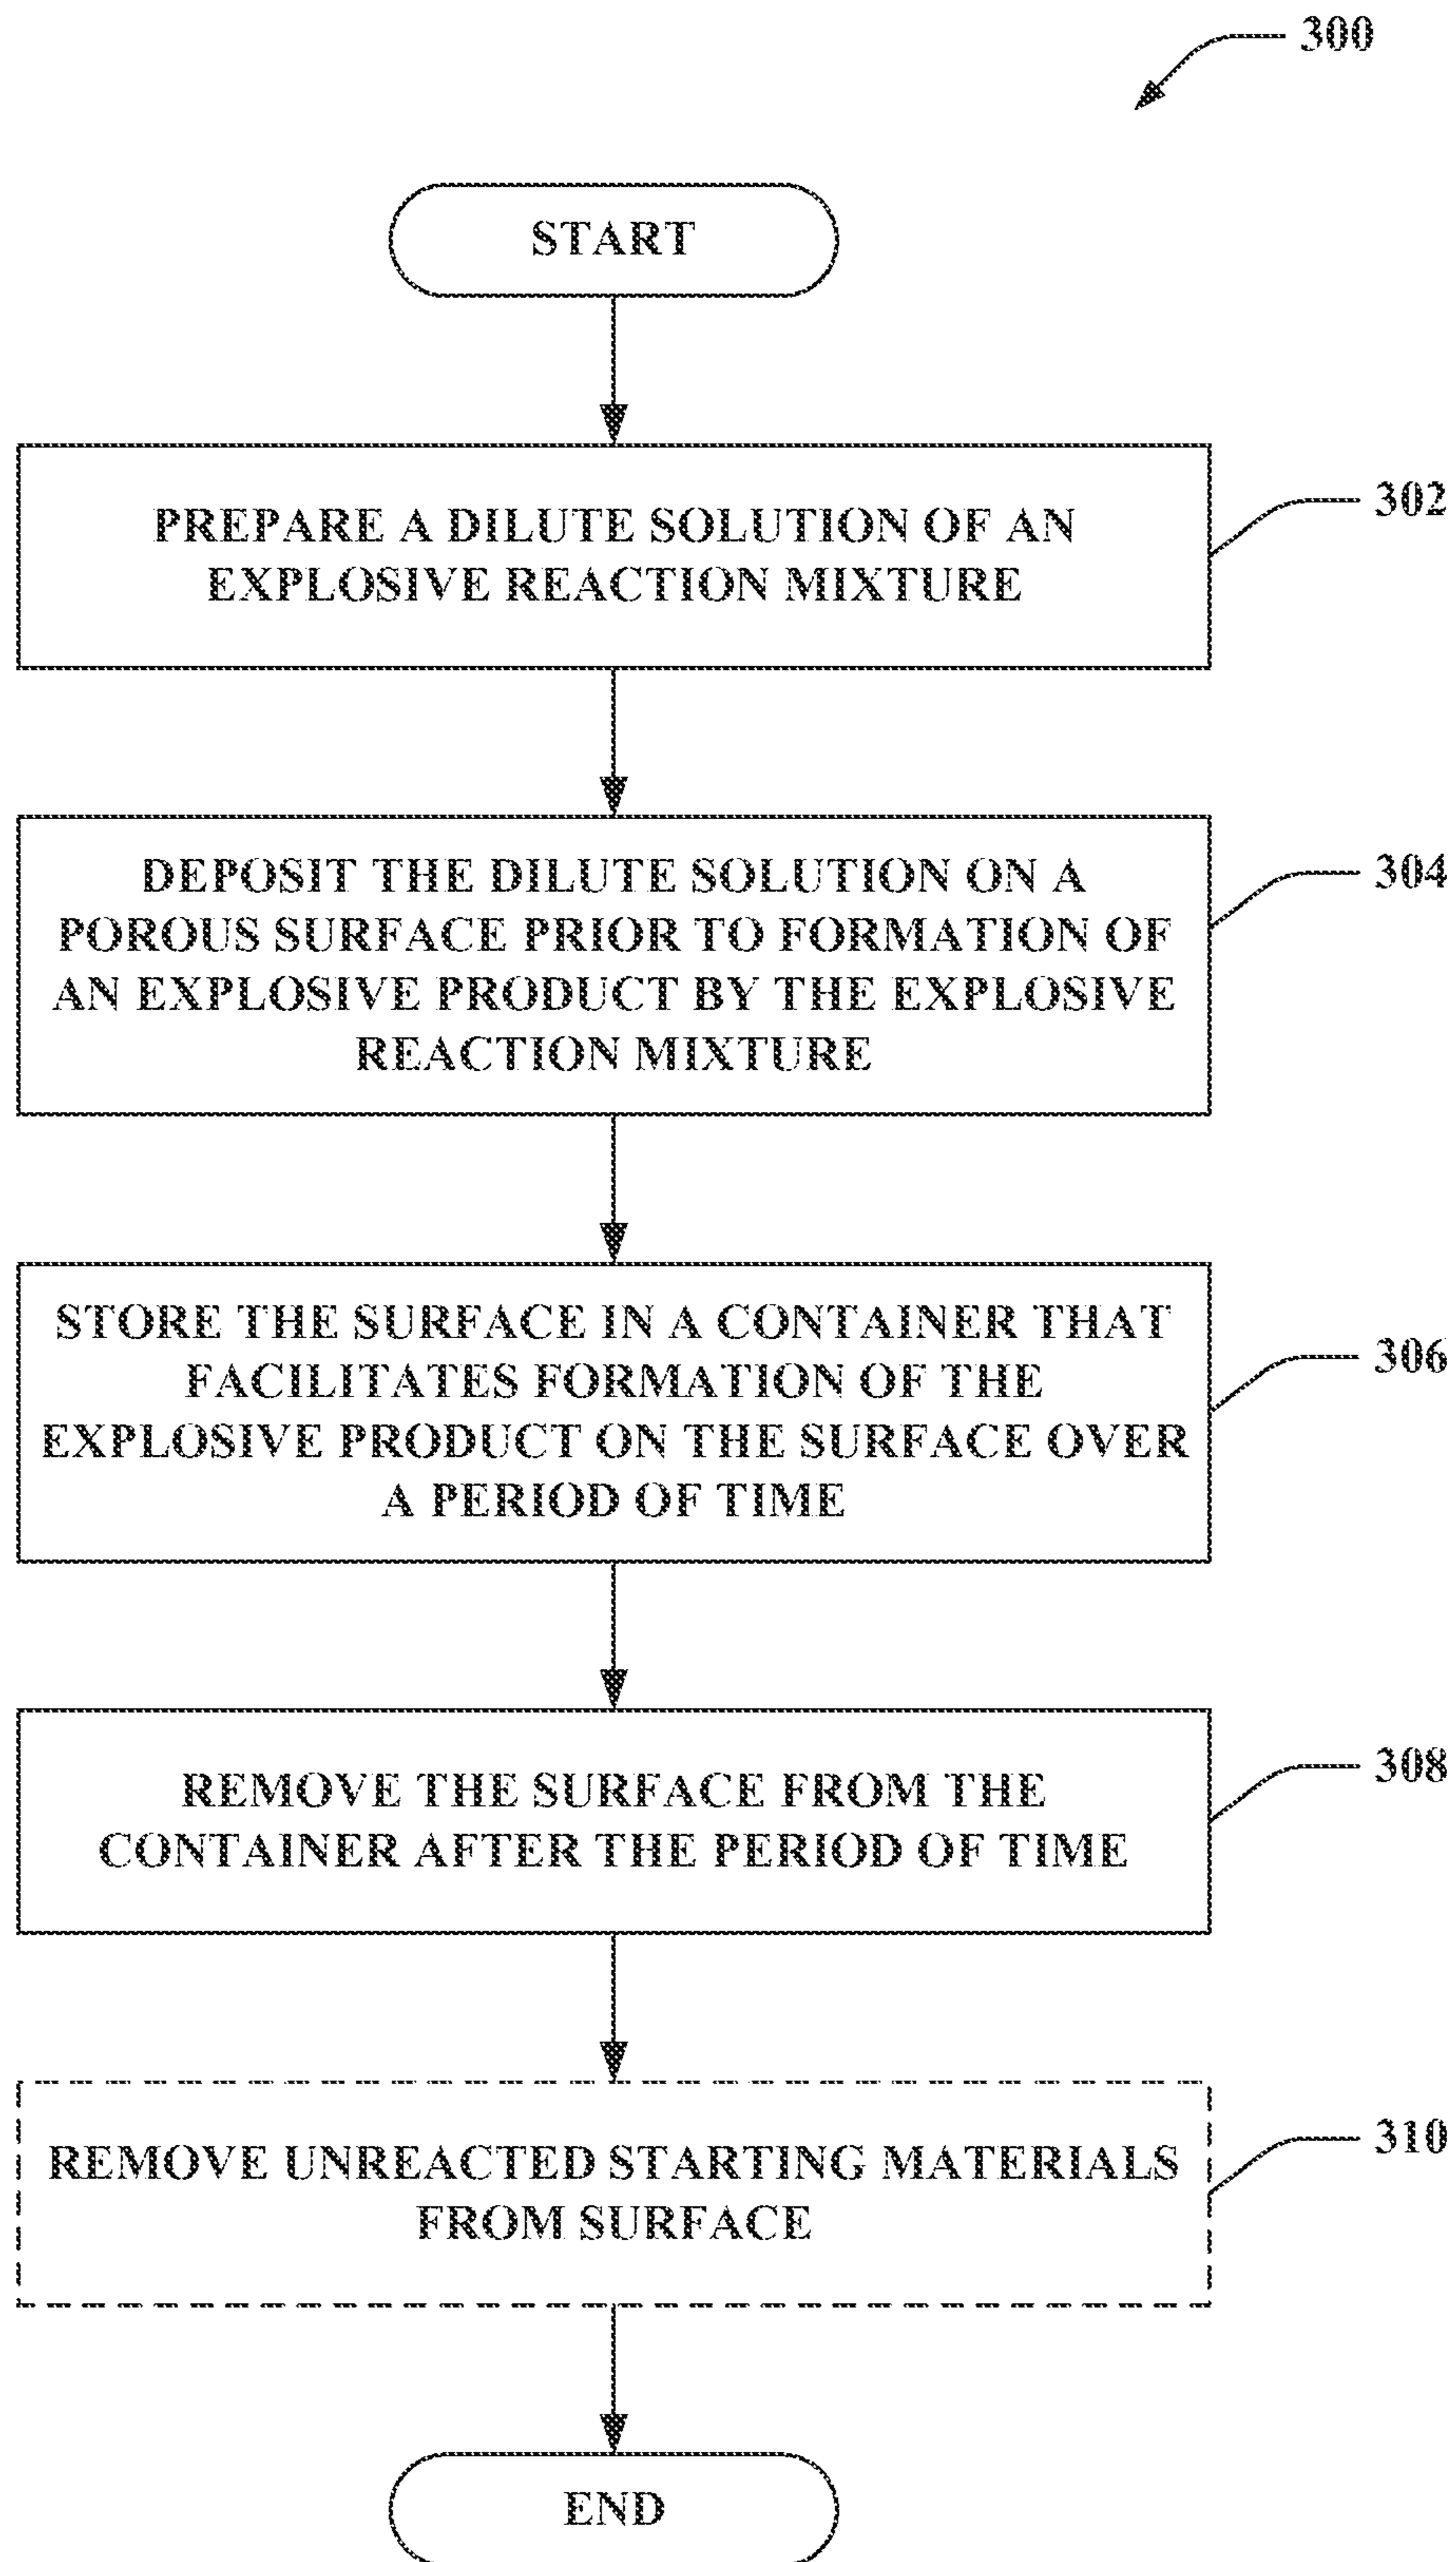 300
START
PREPARE A DILUTE SOLUTION OF AN
EXPLOSIVE REACTION MIXTURE
302
DEPOSIT THE DILUTE SOLUTION ON A
POROUS SURFACE PRIOR TO FORMATION OF
AN EXPLOSIVE PRODUCT BY THE EXPLOSIVE
REACTION MIXTURE
304
STORE THE SURFACE IN A CONTAINER THAT
FACILITATES FORMATION OF THE
EXPLOSIVE PRODUCT ON THE SURFACE OVER
A PERIOD OF TIME
306
REMOVE THE SURFACE FROM THE
CONTAINER AFTER THE PERIOD OF TIME
308
REMOVE UNREACTED STARTING MATERIALS
FROM SURFACE
310
END